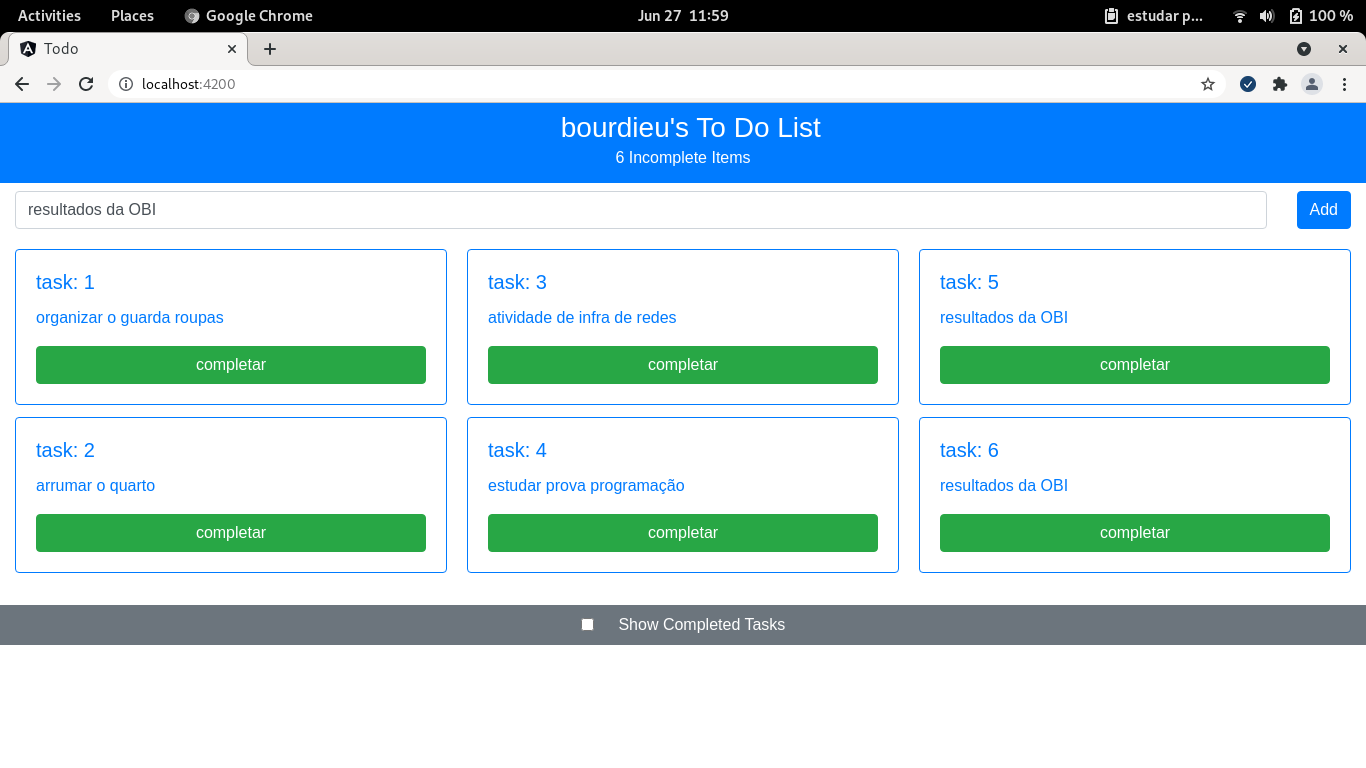 Activities Places Google Chrome Jun 27 11:59 estudar p... 100 %
Todo
localhost:4200
bourdieu's To Do List
6 Incomplete Items
resultados da OBI Add
task: 1
organizar o guarda roupas
completar
task: 3
atividade de infra de redes
completar
task: 5
resultados da OBI
completar
task: 2
arrumar o quarto
completar
task: 4
estudar prova programação
completar
task: 6
resultados da OBI
completar
Show Completed Tasks